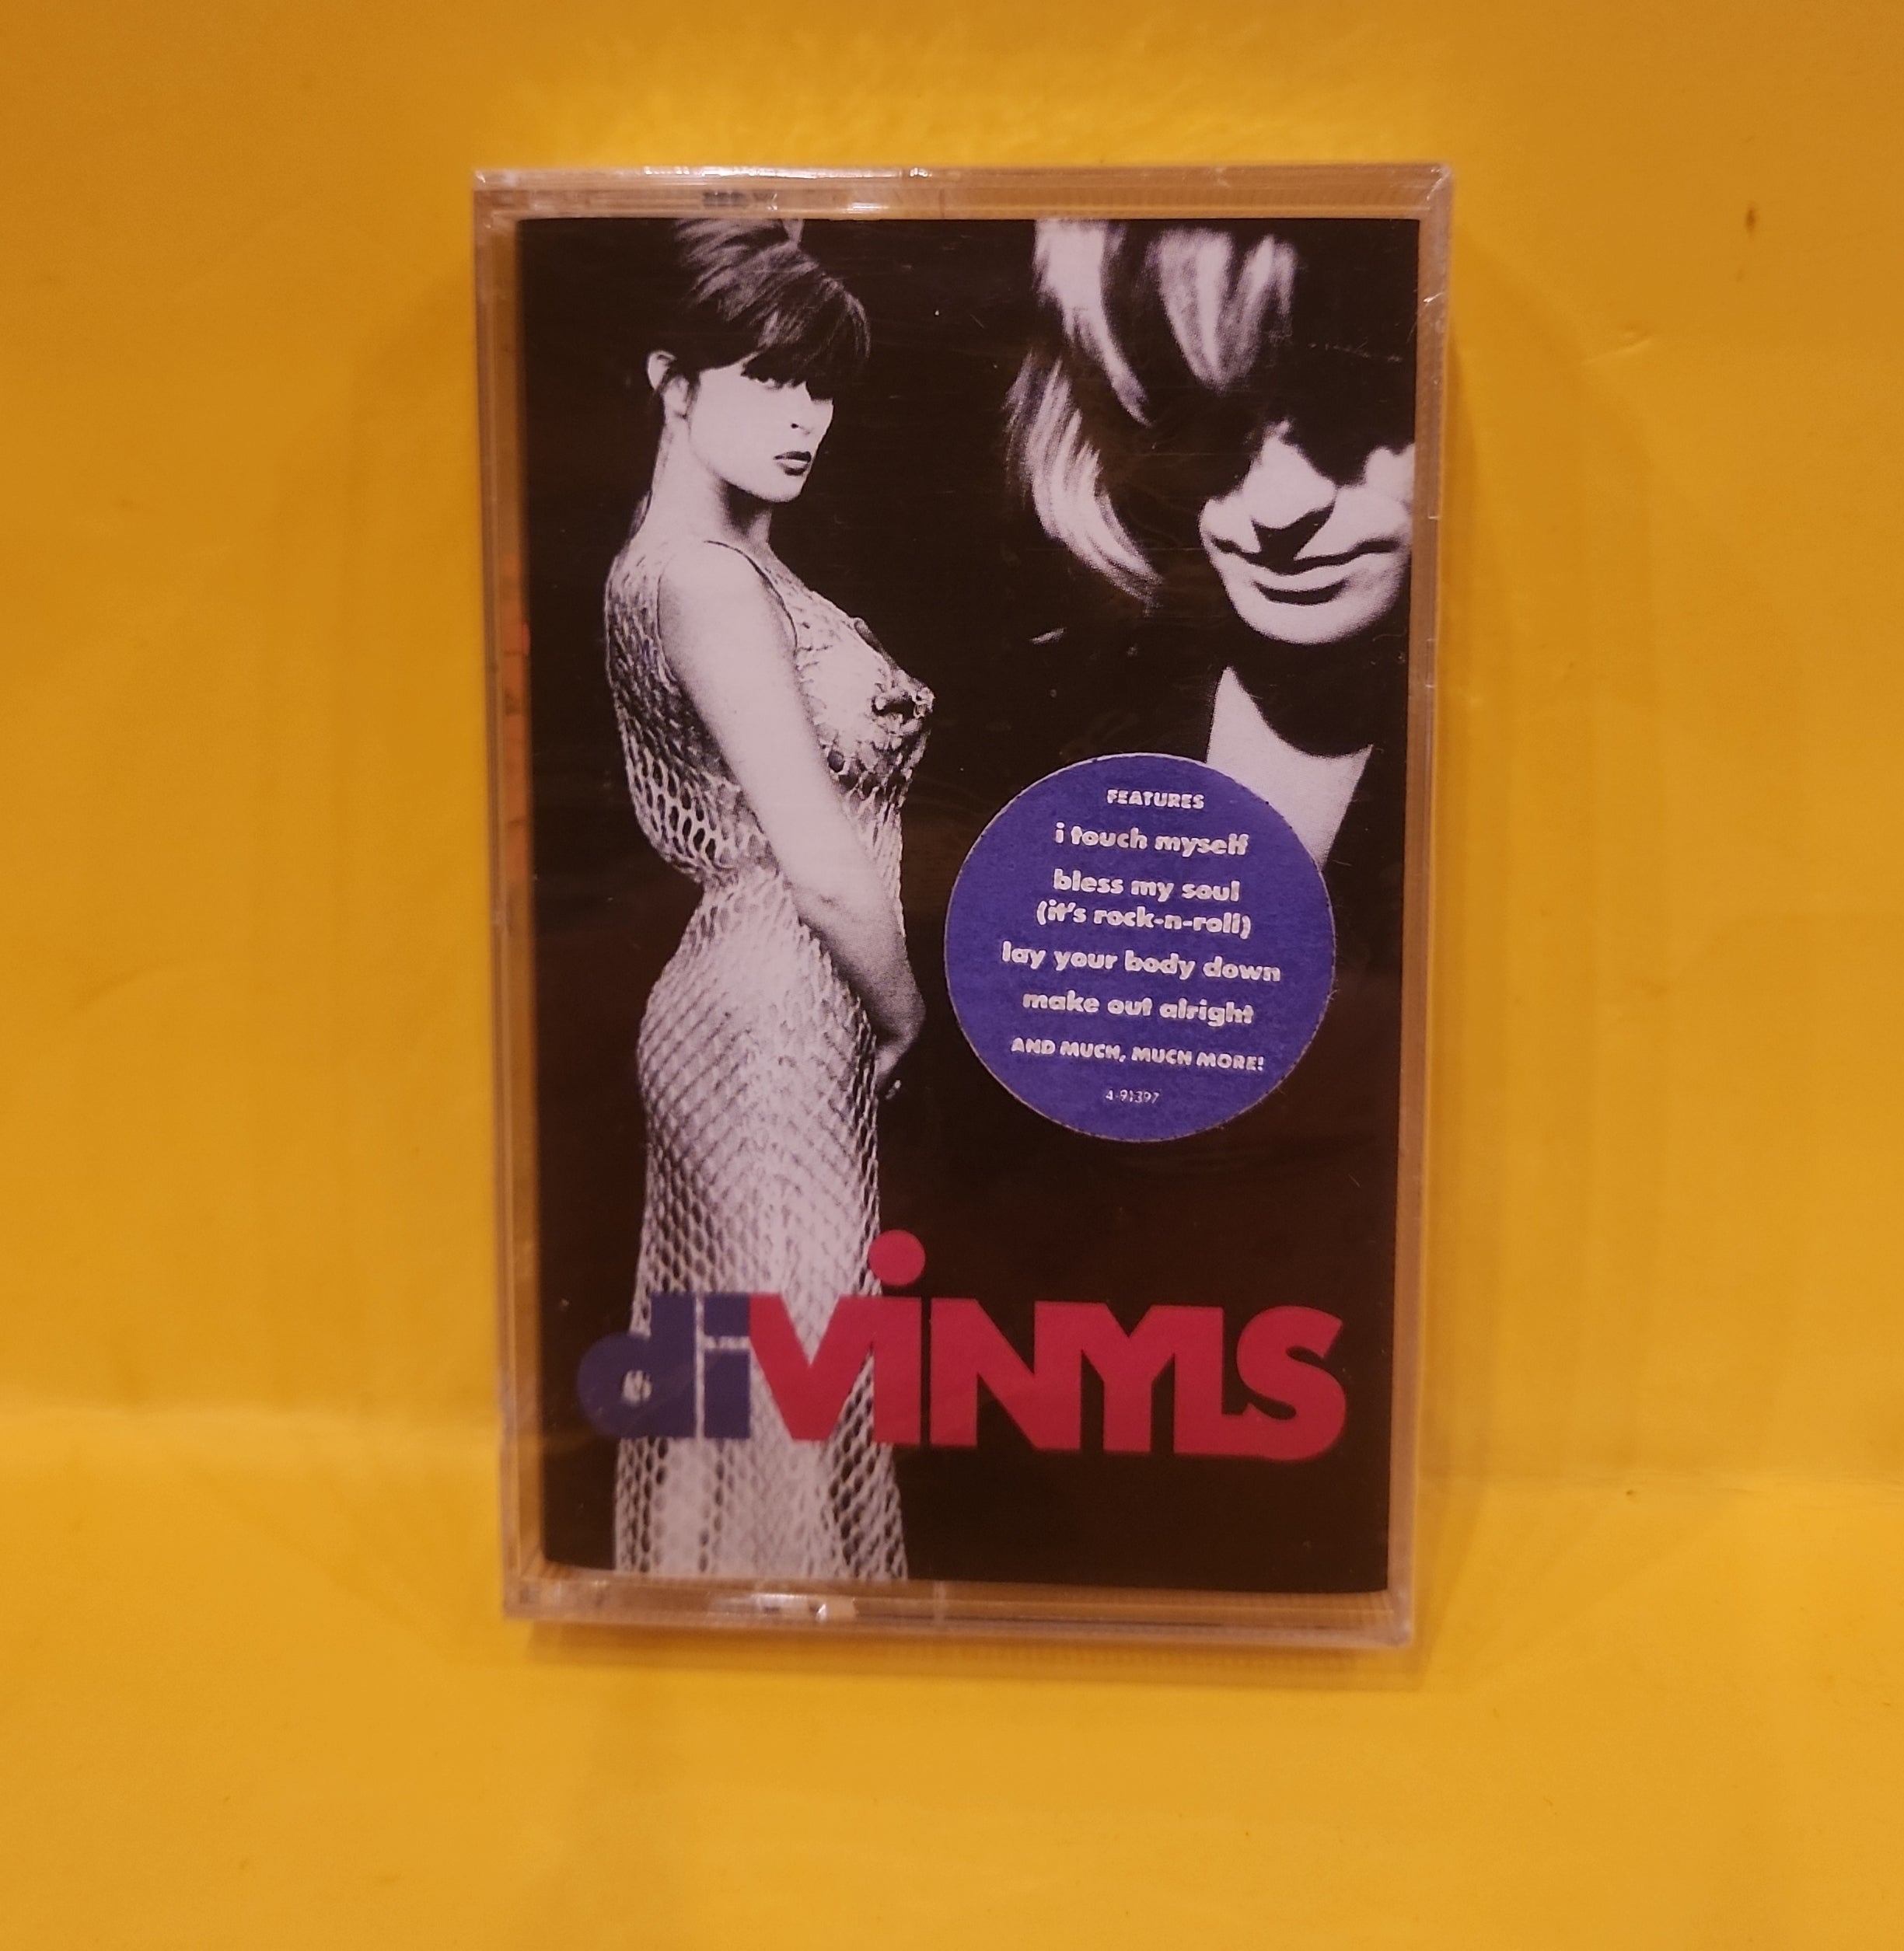 FEATURES
i touch myself
bless my soul
(it's rock-n-roll)
lay your body down
make out alright
AND MUCH, MUCH MORE!
4-91397
diViNYLS